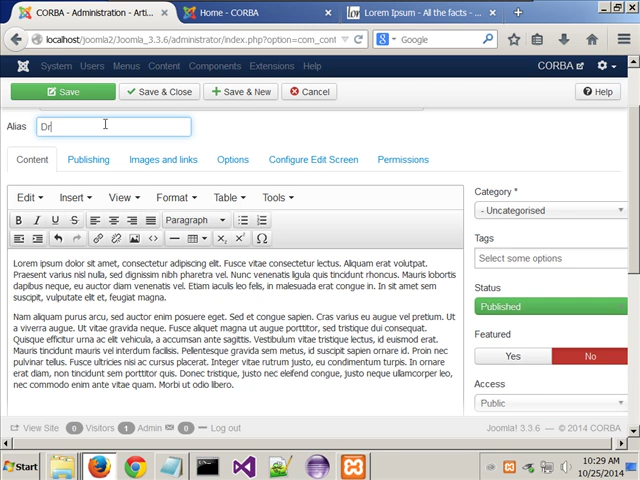 CORBA - Administration - Arti...
Home - CORBA
Lorem Ipsum - All the facts - ...
localhost/joomla2/Joomla_3.3.6/administrator/index.php?option=com_cont
Google
System Users Menus Content Components Extensions Help
CORBA
Save
Save & Close
Save & New
Cancel
Help
Alias
Dr
Content
Publishing
Images and links
Options
Configure Edit Screen
Permissions
Edit
Insert
View
Format
Table
Tools
B I U S
Paragraph
Lorem ipsum dolor sit amet, consectetur adipiscing elit. Fusce vitae consectetur lectus. Aliquam erat volutpat.
Praesent varius nisl nulla, sed dignissim nibh pharetra vel. Nunc venenatis ligula quis tincidunt rhoncus. Mauris lobortis
dapibus neque, eu auctor diam venenatis vel. Etiam iaculis leo felis, in malesuada erat congue in. In sit amet sem
suscipit, vulputate elit et, feugiat magna.
Nam aliquam purus arcu, sed auctor enim posuere eget. Sed et congue sapien. Cras varius eu augue vel pretium. Ut
a viverra augue. Ut vitae gravida neque. Fusce aliquet magna ut augue porttitor, sed tristique dui consequat.
Quisque efficitur urna ac elit vehicula, a accumsan ante sagittis. Vestibulum vitae tristique lectus, id euismod erat.
Mauris tincidunt mauris vel interdum facilisis. Pellentesque gravida sem metus, id suscipit sapien ornare id. Proin nec
pulvinar tellus. Fusce ultricies nisi ac cursus placerat. Integer vitae rutrum justo, eu condimentum turpis. In ornare
erat diam, non tincidunt sem porttitor quis. Donec tristique, justo nec eleifend congue, justo neque ullamcorper leo,
nec commodo enim ante vitae quam. Morbi ut odio libero.
Category *
- Uncategorised
Tags
Select some options
Status
Published
Featured
Yes
No
Access
Public
View Site 0 Visitors 1 Admin 0 Log out
Joomla! 3.3.6 — © 2014 CORBA
Start
10:29 AM
10/25/2014